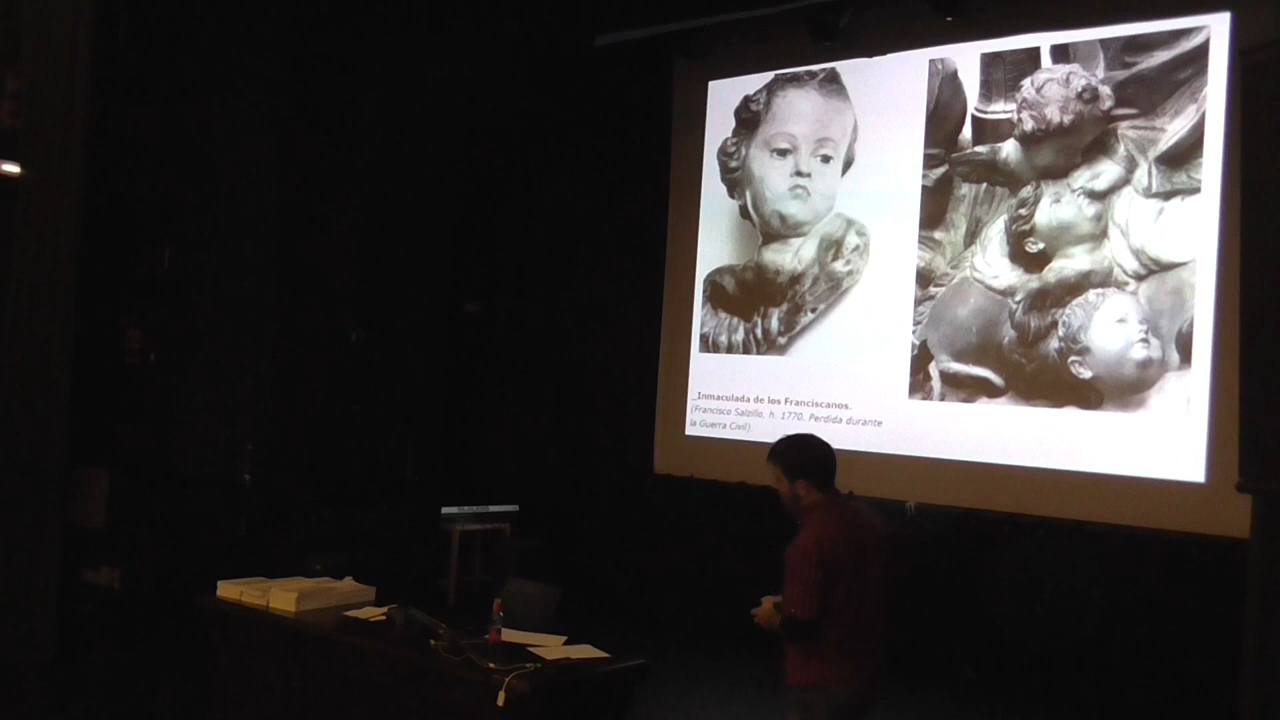 _Inmaculada de los Franciscanos.
(Francisco Salzillo, h. 1770. Perdida durante
la Guerra Civil).